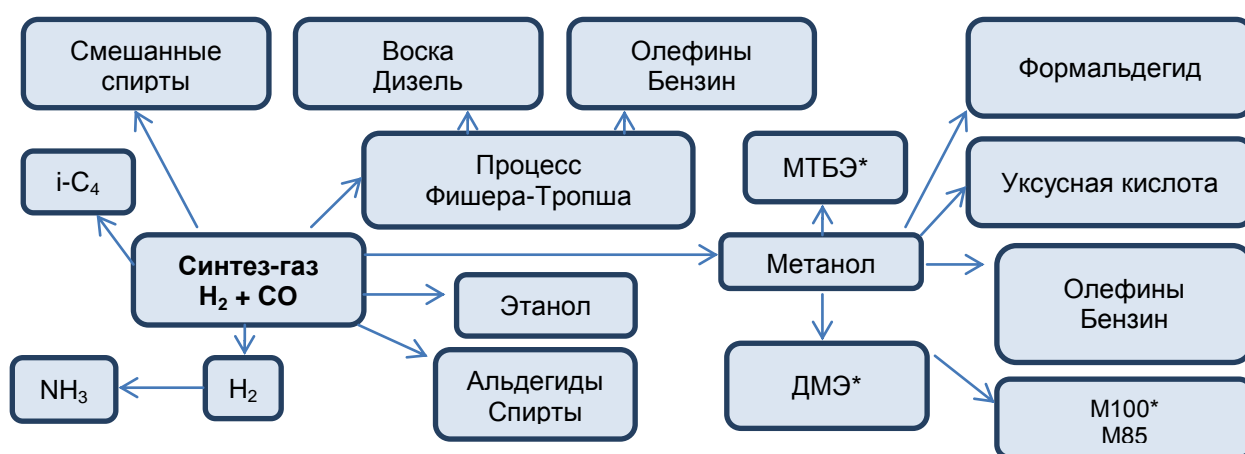 Смешанные
спирты
Воска
Дизель
Олефины
Бензин
Формальдегид
i-C₄
Процесс
Фишера-Тропша
МТБЭ*
Уксусная кислота
Синтез-газ
H₂ + CO
Метанол
Этанол
Олефины
Бензин
NH₃
H₂
Альдегиды
Спирты
ДМЭ*
М100*
М85